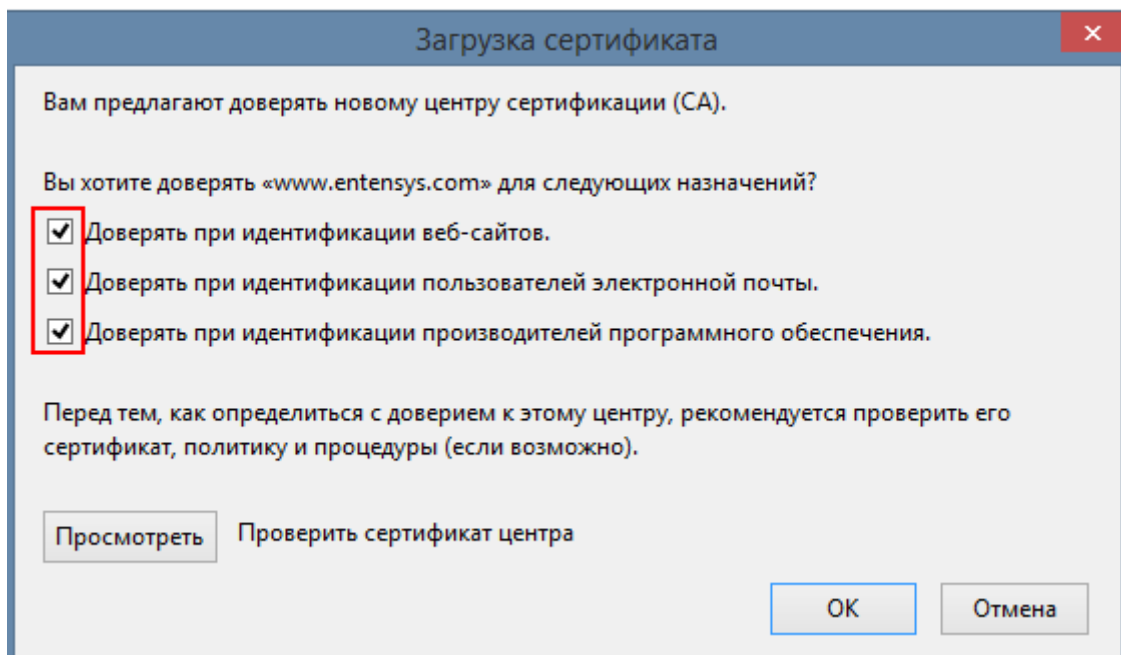 Загрузка сертификата
Вам предлагают доверять новому центру сертификации (CA).
Вы хотите доверять «www.entensys.com» для следующих назначений?
Доверять при идентификации веб-сайтов.
Доверять при идентификации пользователей электронной почты.
Доверять при идентификации производителей программного обеспечения.
Перед тем, как определиться с доверием к этому центру, рекомендуется проверить его
сертификат, политику и процедуры (если возможно).
Просмотреть Проверить сертификат центра
ОК Отмена